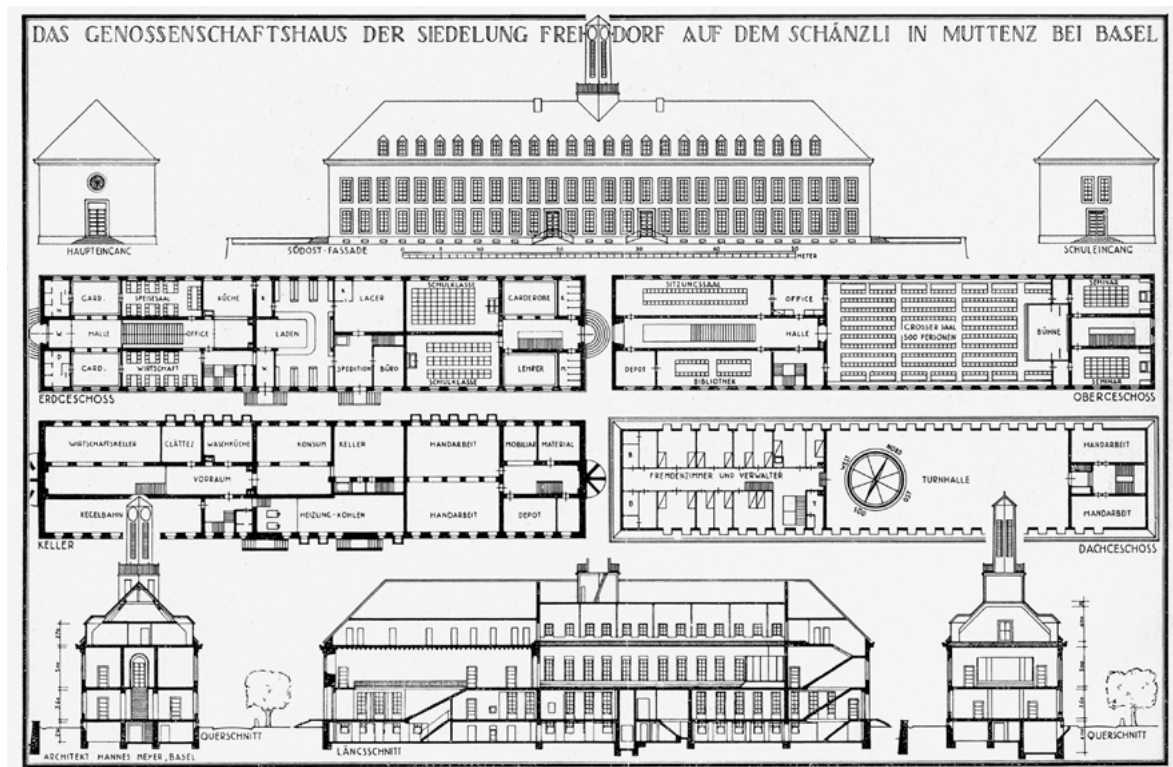 DAS GENOSSENSCHAFTSHAUS DER SIEDELUNG FREIDORF AUF DEM SCHÄNZLI IN MUTTENZ BEI BASEL
HAUPTEINGANG
SÜDOST-FASSADE
METER
SCHULEINGANG
GARD.
SPEISESAAL
KÜCHE
K
K
LAGER
SCHULKLASSE
GARDEROBE
K.
W.
HALLE
OFFICE
LADEN
D
GARD.
WIRTSCHAFT
W.
SPEDITION
BÜRO
SCHULKLASSE
LEHRER
M.
ERDGESCHOSS
SITZUNGSSAAL
OFFICE
HALLE
GROSSER SAAL
500 PERSONEN
BÜHNE
SEMINAR
DEPOT
BIBLIOTHEK
SEMINAR
OBERGESCHOSS
WIRTSCHAFTSKELLER
GLÄTTEZ
WASCHKÜCHE
KONSUM
KELLER
HANDARBEIT
MOBILIAR
MATERIAL
VORRAUM
KEGELBAHN
HEIZUNG-KOHLEN
HANDARBEIT
DEPOT
KELLER
B
FREMDENZIMMER UND VERWALTER
B
T
WEST
NORD
SÜD
OST
TURNHALLE
HANDARBEIT
HANDARBEIT
DACHGESCHOSS
QUERSCHNITT
ARCHITEKT HANNES MEYER, BASEL
LÄNGSSCHNITT
QUERSCHNITT